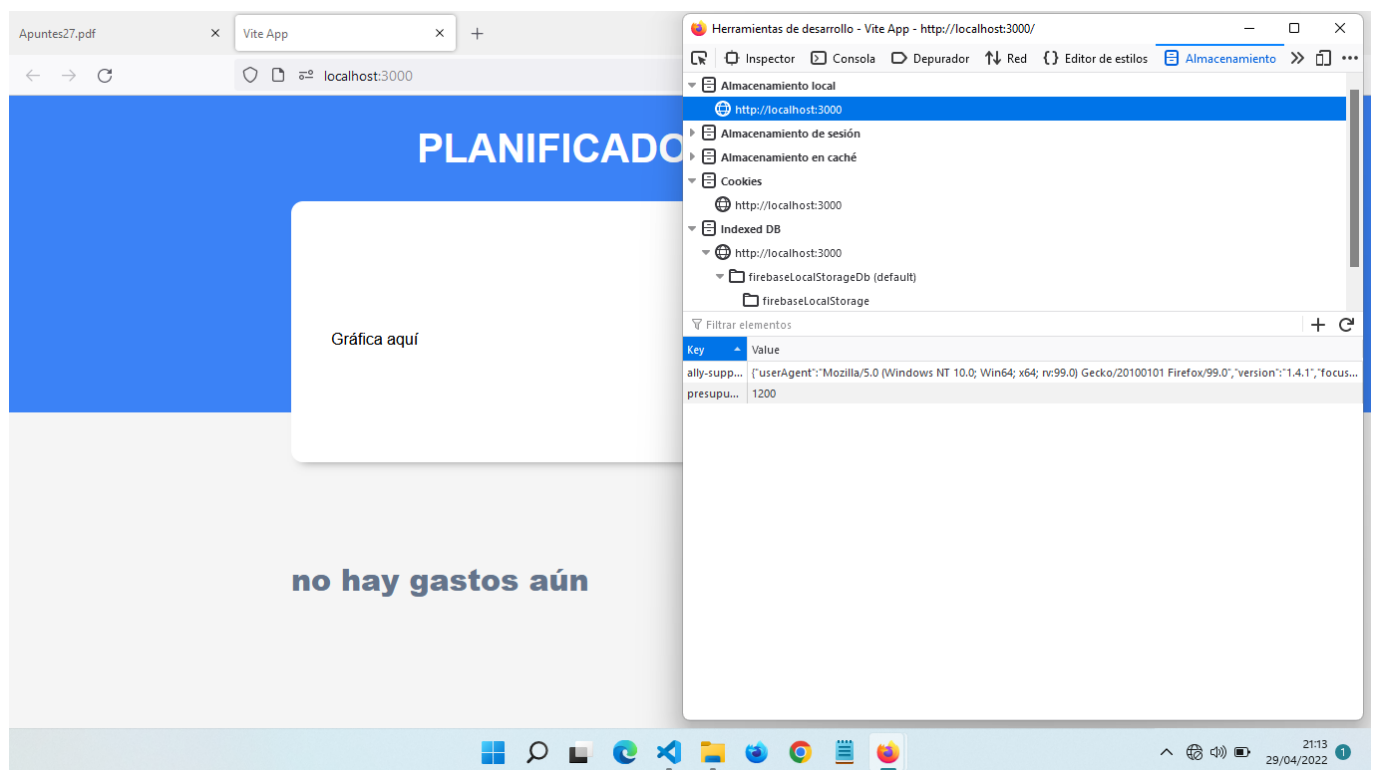 Apuntes27.pdf
Vite App
localhost:3000
PLANIFICADO
Gráfica aquí
no hay gastos aún
Herramientas de desarrollo - Vite App - http://localhost:3000/
Inspector Consola Depurador Red Editor de estilos Almacenamiento
Almacenamiento local
http://localhost:3000
Almacenamiento de sesión
Almacenamiento en caché
Cookies
http://localhost:3000
Indexed DB
http://localhost:3000
firebaseLocalStorageDb (default)
firebaseLocalStorage
Filtrar elementos
Key Value
ally-supp... {"userAgent":"Mozilla/5.0 (Windows NT 10.0; Win64; x64; rv:99.0) Gecko/20100101 Firefox/99.0","version":"1.4.1","focus...
presupu... 1200
21:13
29/04/2022 1